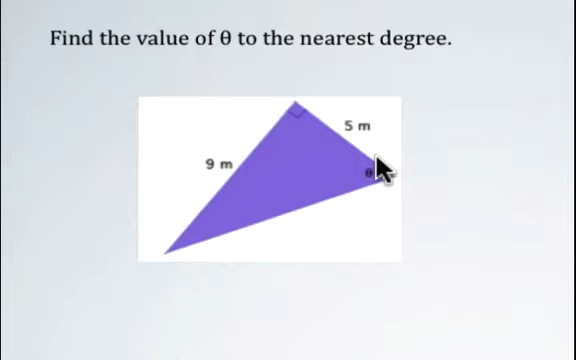 Find the value of θ to the nearest degree.
5 m
9 m
θ